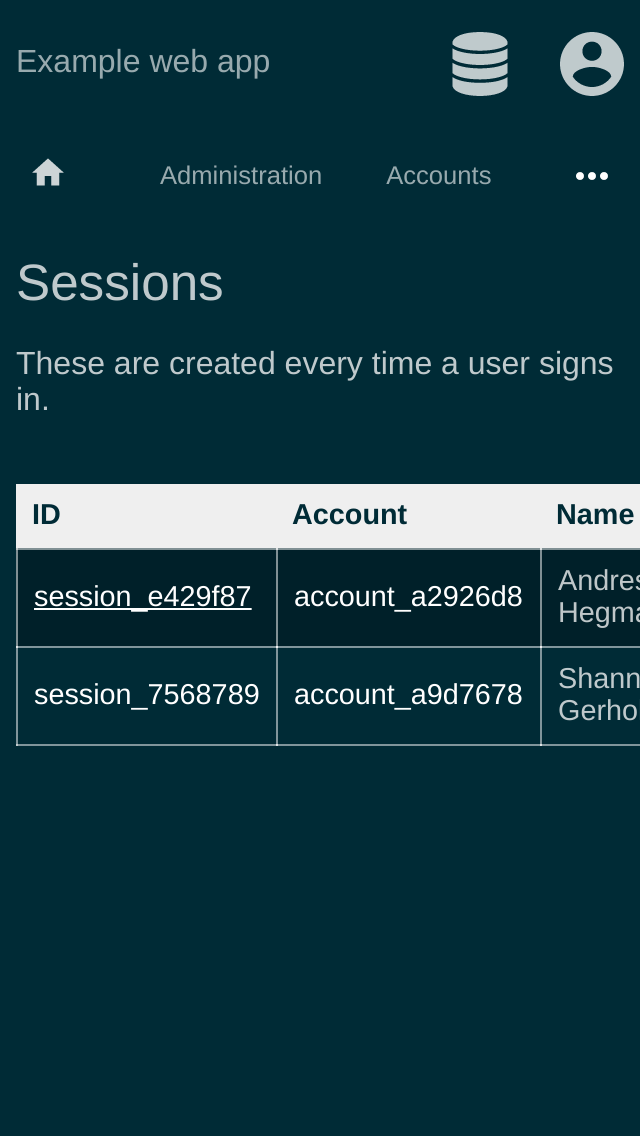 Example web app
Administration Accounts
Sessions
These are created every time a user signs
in.
ID Account Name
session_e429f87 account_a2926d8 Andres
Hegma
session_7568789 account_a9d7678 Shann
Gerho